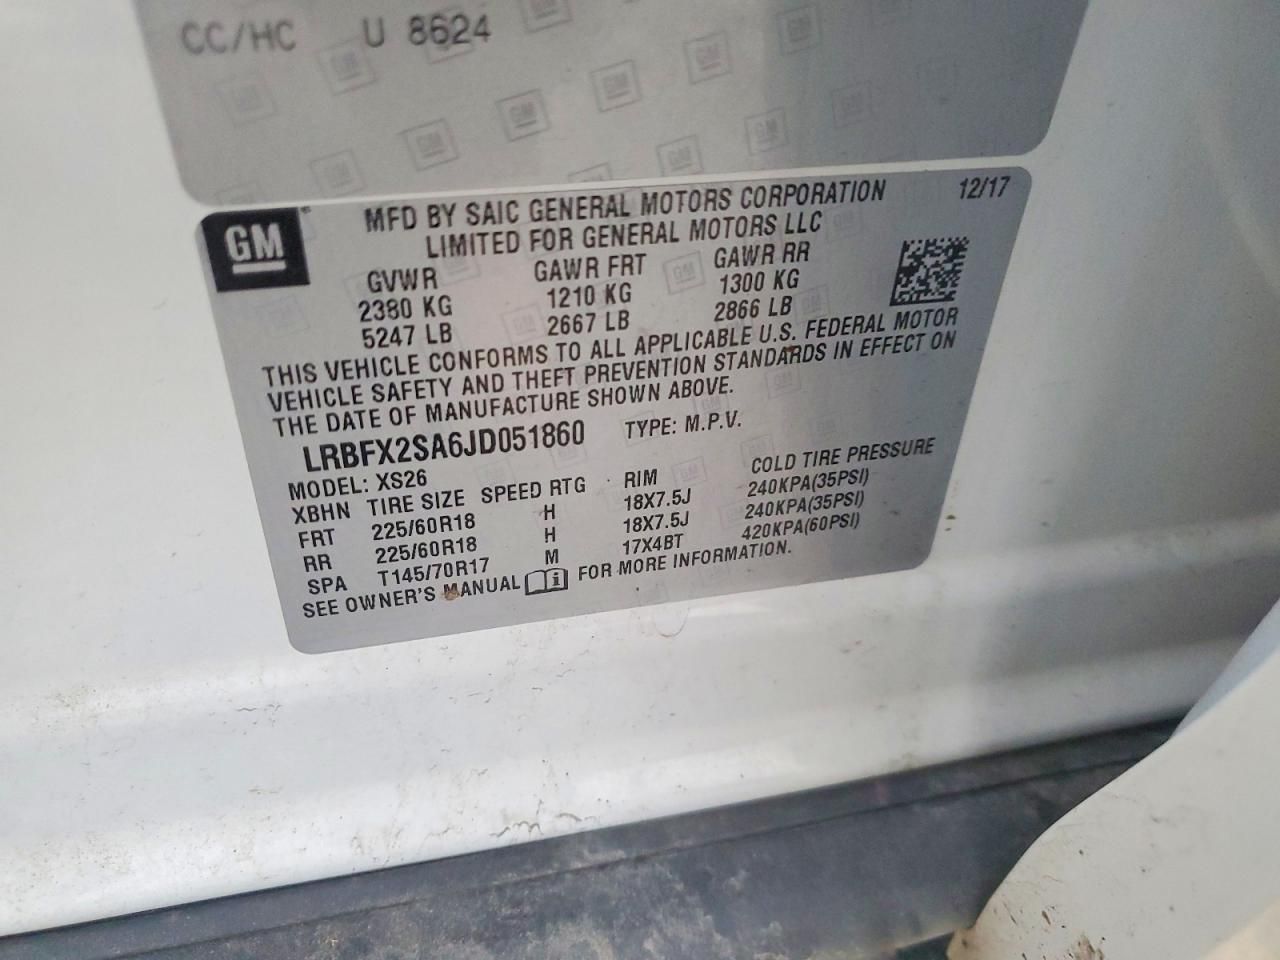 CC/HC U 8624
GM
MFD BY SAIC GENERAL MOTORS CORPORATION 12/17
LIMITED FOR GENERAL MOTORS LLC
GVWR GAWR FRT GAWR RR
2380 KG 1210 KG 1300 KG
5247 LB 2667 LB 2866 LB
THIS VEHICLE CONFORMS TO ALL APPLICABLE U.S. FEDERAL MOTOR
VEHICLE SAFETY AND THEFT PREVENTION STANDARDS IN EFFECT ON
THE DATE OF MANUFACTURE SHOWN ABOVE.
LRBFX2SA6JD051860 TYPE: M.P.V.
MODEL: XS26
XBHN TIRE SIZE SPEED RTG RIM COLD TIRE PRESSURE
FRT 225/60R18 H 18X7.5J 240KPA(35PSI)
RR 225/60R18 H 18X7.5J 240KPA(35PSI)
SPA T145/70R17 M 17X4BT 420KPA(60PSI)
SEE OWNER'S MANUAL FOR MORE INFORMATION.